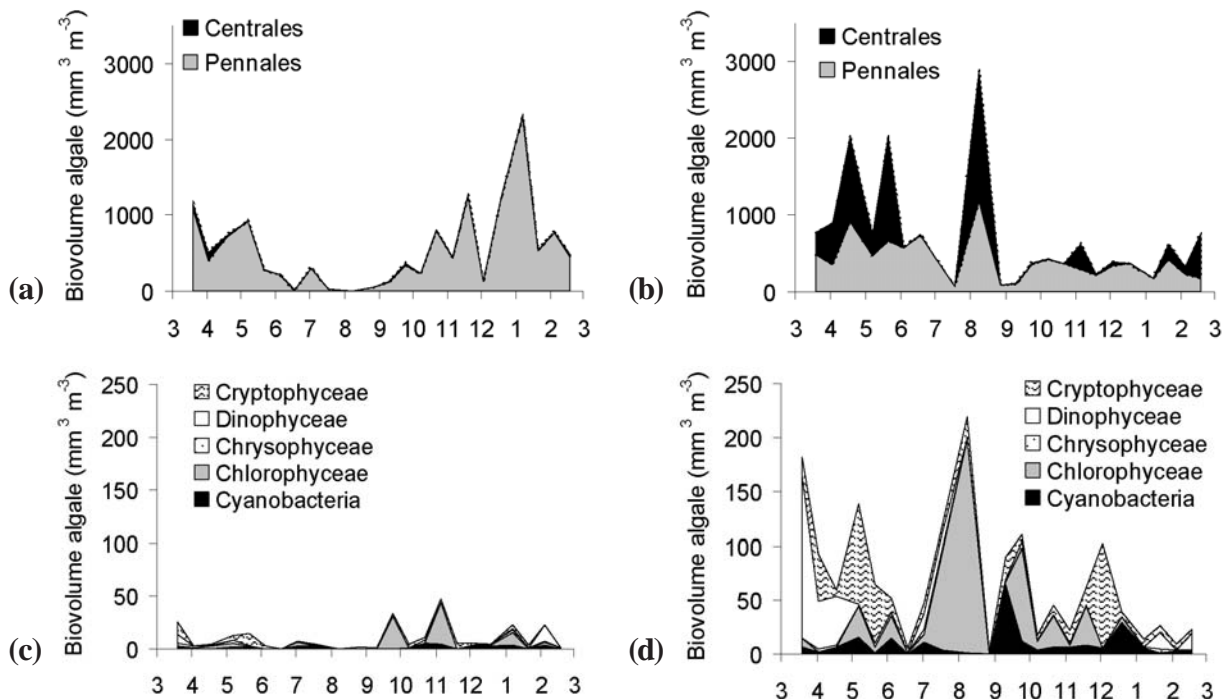 (a)
Biovolume algale (mm³ m⁻³)
Centrales
Pennales
3000
2000
1000
0
3 4 5 6 7 8 9 10 11 12 1 2 3
(b)
Biovolume algale (mm³ m⁻³)
Centrales
Pennales
3000
2000
1000
0
3 4 5 6 7 8 9 10 11 12 1 2 3
(c)
Biovolume algale (mm³ m⁻³)
Cryptophyceae
Dinophyceae
Chrysophyceae
Chlorophyceae
Cyanobacteria
250
200
150
100
50
0
3 4 5 6 7 8 9 10 11 12 1 2 3
(d)
Biovolume algale (mm³ m⁻³)
Cryptophyceae
Dinophyceae
Chrysophyceae
Chlorophyceae
Cyanobacteria
250
200
150
100
50
0
3 4 5 6 7 8 9 10 11 12 1 2 3